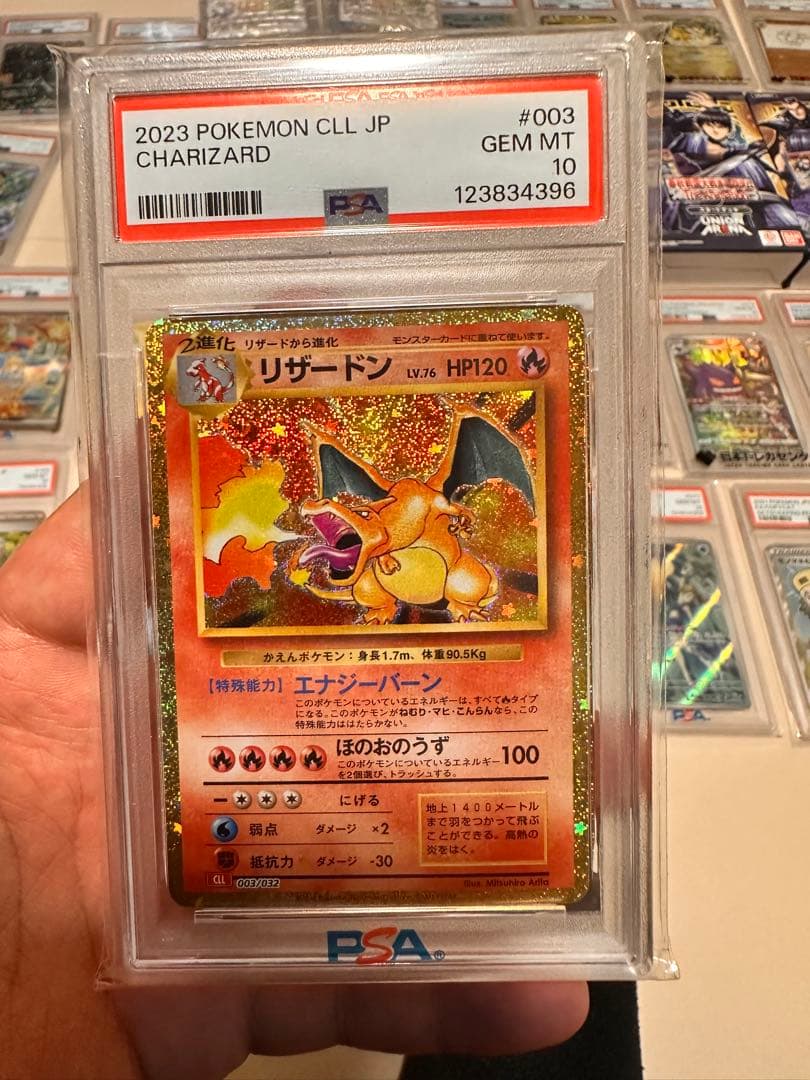 2023 POKEMON CLL JP
#003
CHARIZARD
GEM MT
10
PSA
123834396
2進化 リザードから進化
モンスターカードに重ねて使います。
リザードン LV.76 HP120
かえんポケモン：身長1.7m、体重90.5Kg
【特殊能力】エナジーバーン
このポケモンについているエネルギーは、すべて🔥タイプ
になる。このポケモンがねむり・マヒ・こんらんなら、この
特殊能力ははたらかない。
ほのおのうず 100
このポケモンについているエネルギー
を2個選び、トラッシュする。
にげる
弱点 ダメージ ×2
抵抗力 ダメージ -30
地上1400メートル
まで羽をつかって飛ぶ
ことができる。高熱の
炎をはく。
CLL 003/032
Illus. Mitsuhiro Arita
PSA®
UNION
ARENA
PSA